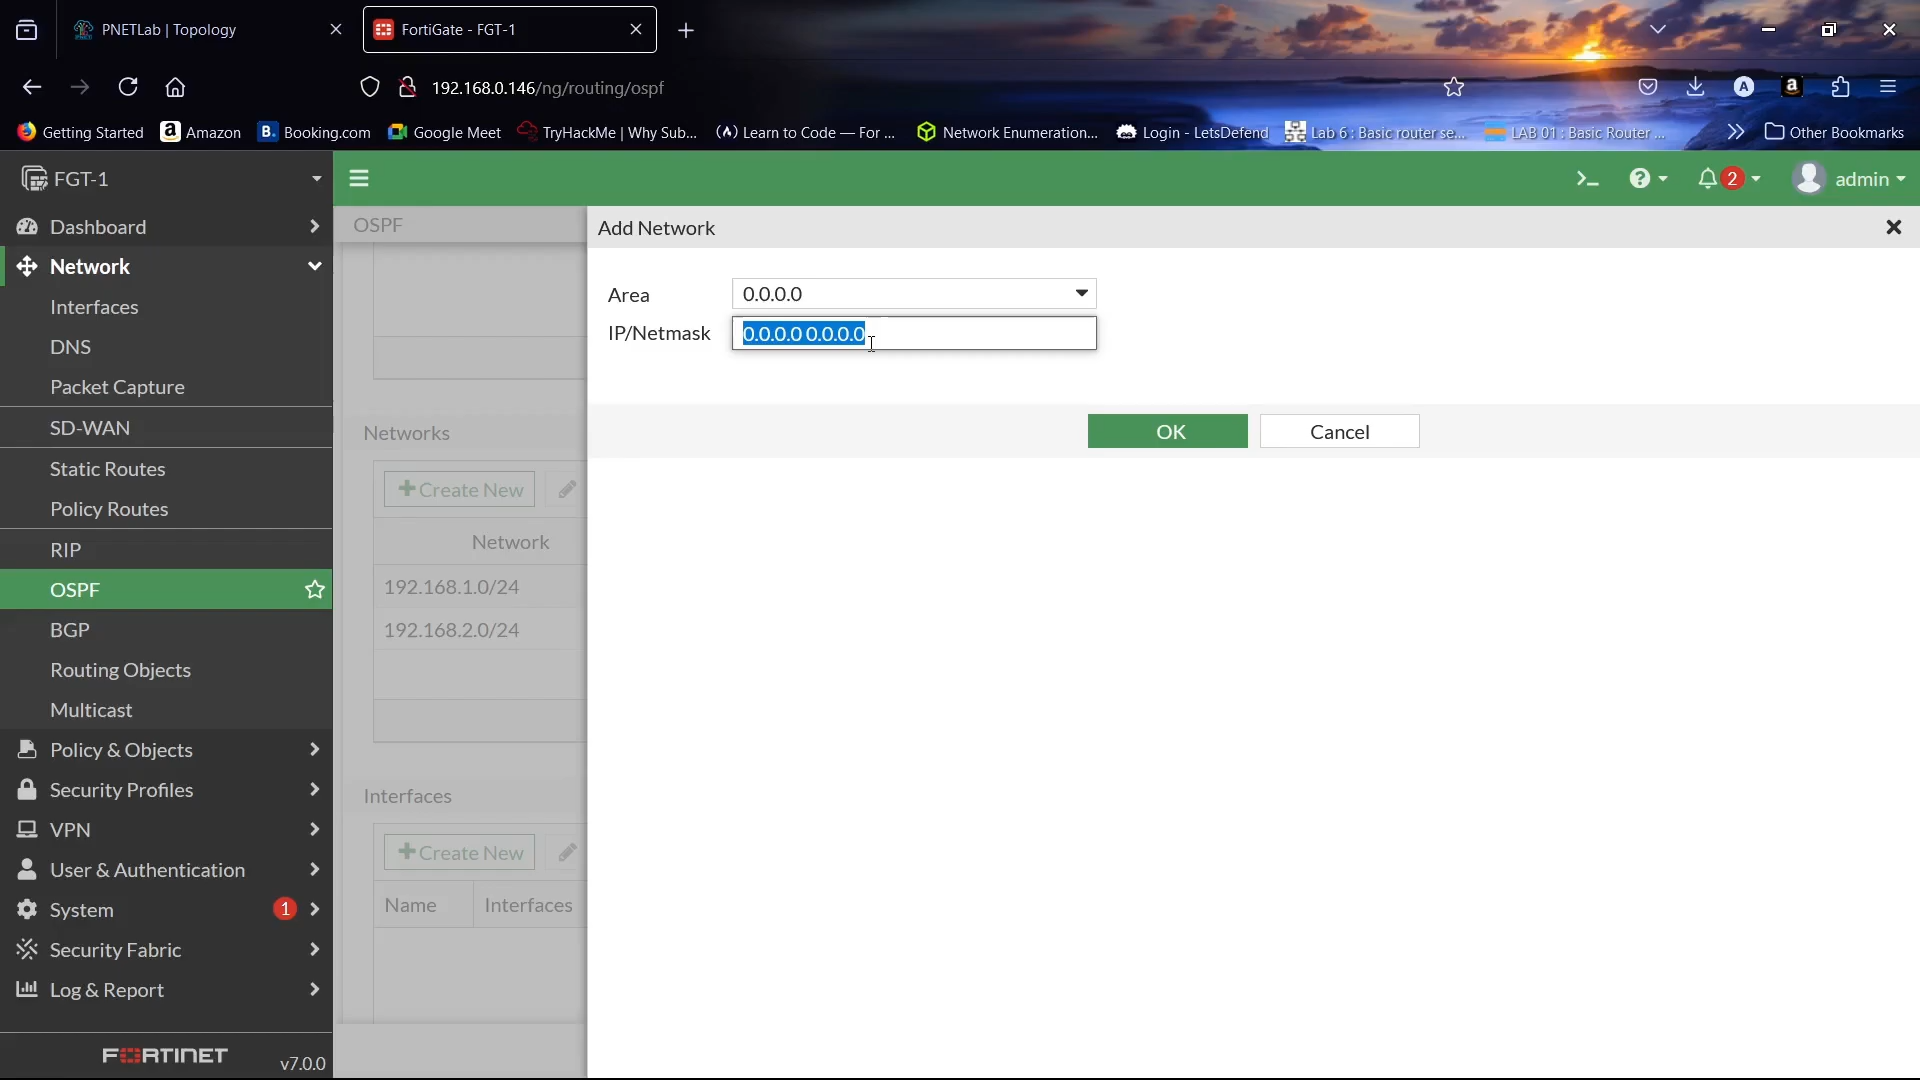 PNETLab | Topology
FortiGate - FGT-1
192.168.0.146/ng/routing/ospf
Getting Started
Amazon
Booking.com
Google Meet
TryHackMe | Why Sub...
Learn to Code — For ...
Network Enumeration...
Login - LetsDefend
Lab 6 : Basic router se...
LAB 01 : Basic Router ...
Other Bookmarks
FGT-1
2
admin
Dashboard
Network
Interfaces
DNS
Packet Capture
SD-WAN
Static Routes
Policy Routes
RIP
OSPF
BGP
Routing Objects
Multicast
Policy & Objects
Security Profiles
VPN
User & Authentication
System 1
Security Fabric
Log & Report
FORTINET
v7.0.0
OSPF
Networks
Create New
Network
192.168.1.0/24
192.168.2.0/24
Interfaces
Create New
Name Interfaces
Add Network
Area 0.0.0.0
IP/Netmask 0.0.0.0 0.0.0.0
OK
Cancel